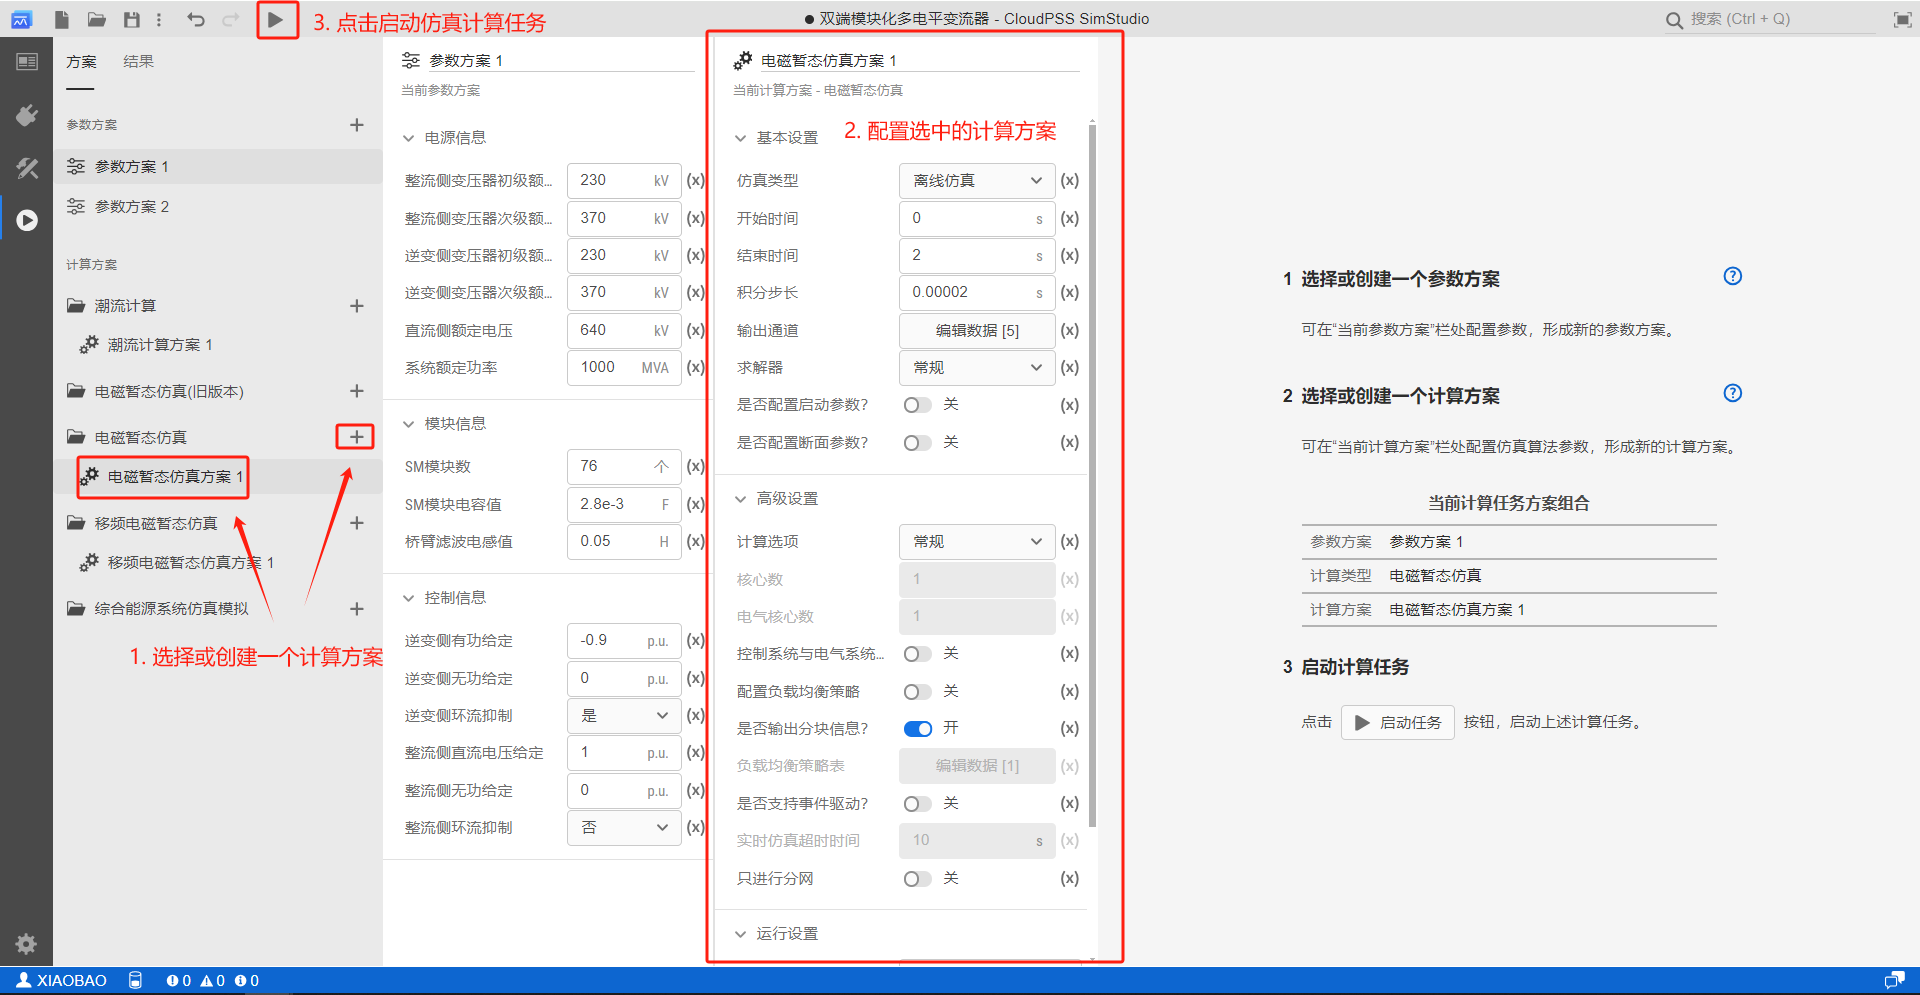 3. 点击启动仿真计算任务
● 双端模块化多电平变流器 - CloudPSS SimStudio
搜索 (Ctrl + Q)
方案
结果
参数方案
参数方案 1
参数方案 2
计算方案
潮流计算
潮流计算方案 1
电磁暂态仿真(旧版本)
电磁暂态仿真
电磁暂态仿真方案 1
移频电磁暂态仿真
移频电磁暂态仿真方案 1
综合能源系统仿真模拟
1. 选择或创建一个计算方案
参数方案 1
当前参数方案
电源信息
整流侧变压器初级额... 230 kV (x)
整流侧变压器次级额... 370 kV (x)
逆变侧变压器初级额... 230 kV (x)
逆变侧变压器次级额... 370 kV (x)
直流侧额定电压 640 kV (x)
系统额定功率 1000 MVA (x)
模块信息
SM模块数 76 个 (x)
SM模块电容值 2.8e-3 F (x)
桥臂滤波电感值 0.05 H (x)
控制信息
逆变侧有功给定 -0.9 p.u. (x)
逆变侧无功给定 0 p.u. (x)
逆变侧环流抑制 是 (x)
整流侧直流电压给定 1 p.u. (x)
整流侧无功给定 0 p.u. (x)
整流侧环流抑制 否 (x)
电磁暂态仿真方案 1
当前计算方案 - 电磁暂态仿真
2. 配置选中的计算方案
基本设置
仿真类型 离线仿真 (x)
开始时间 0 s (x)
结束时间 2 s (x)
积分步长 0.00002 s (x)
输出通道 编辑数据 [5] (x)
求解器 常规 (x)
是否配置启动参数? 关 (x)
是否配置断面参数? 关 (x)
高级设置
计算选项 常规 (x)
核心数 1 (x)
电气核心数 1 (x)
控制系统与电气系统... 关 (x)
配置负载均衡策略 关 (x)
是否输出分块信息? 开 (x)
负载均衡策略表 编辑数据 [1] (x)
是否支持事件驱动? 关 (x)
实时仿真超时时间 10 s (x)
只进行分网 关 (x)
运行设置
1 选择或创建一个参数方案
可在“当前参数方案”栏处配置参数，形成新的参数方案。
2 选择或创建一个计算方案
可在“当前计算方案”栏处配置仿真算法参数，形成新的计算方案。
当前计算任务方案组合
参数方案 参数方案 1
计算类型 电磁暂态仿真
计算方案 电磁暂态仿真方案 1
3 启动计算任务
点击 启动任务 按钮，启动上述计算任务。
XIAOBAO 0 0 0